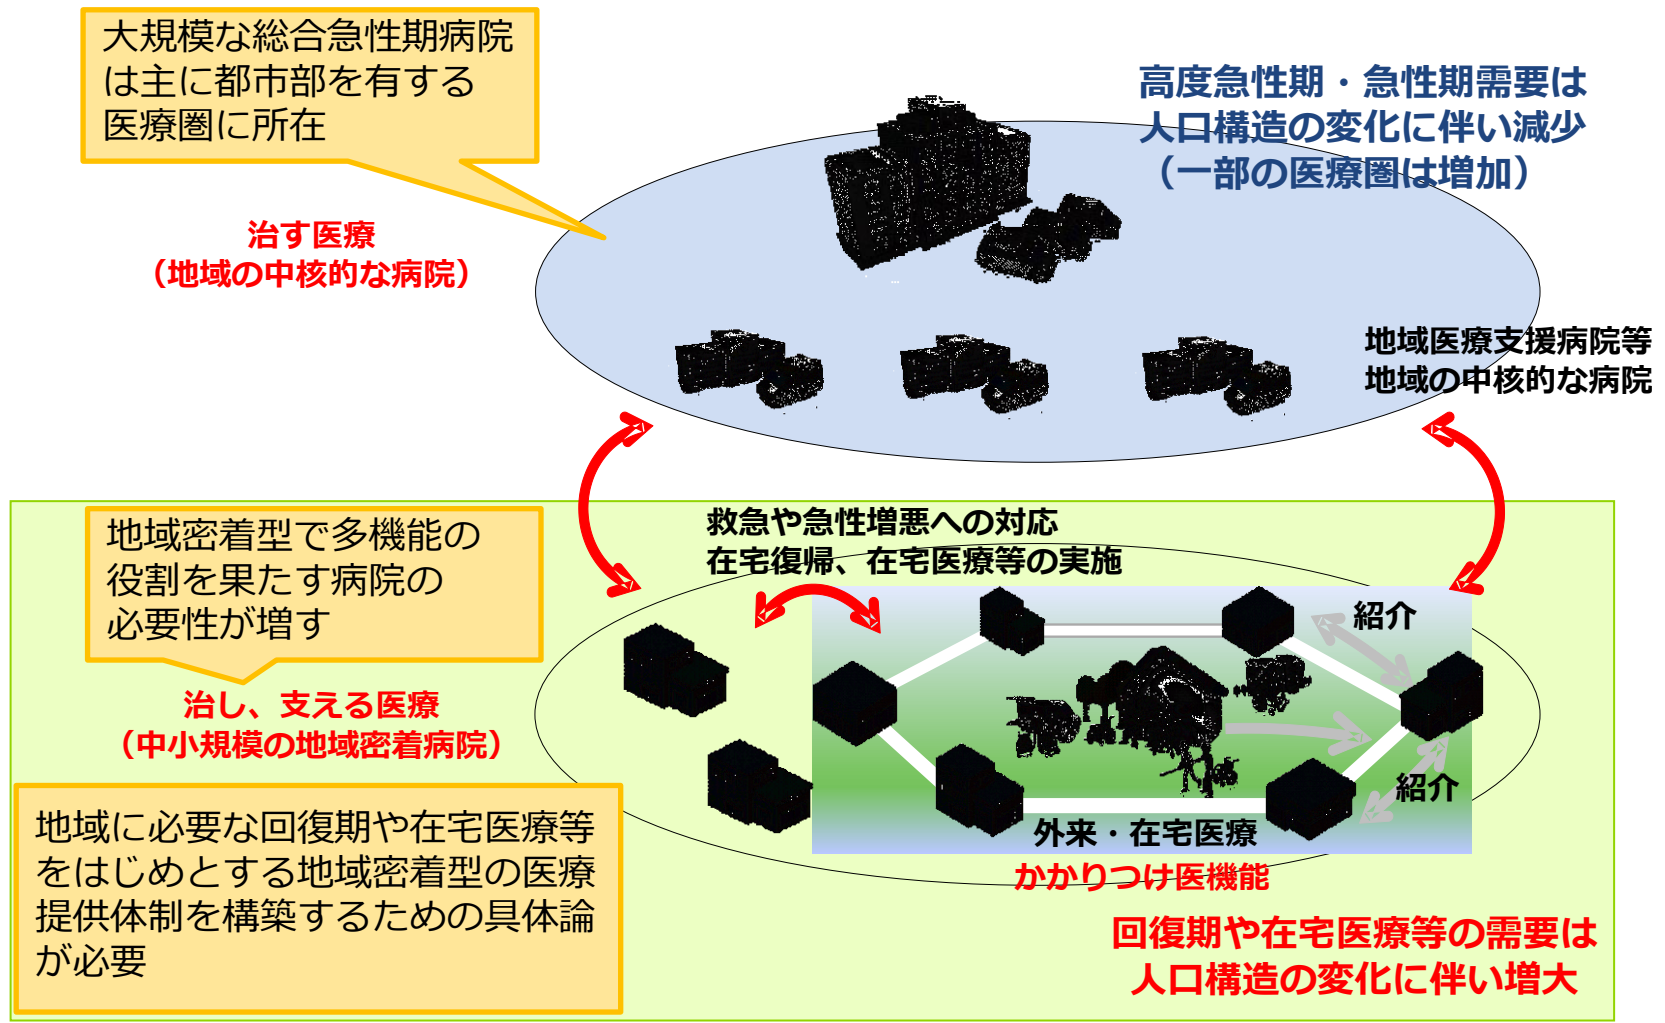 大規模な総合急性期病院
は主に都市部を有する
医療圏に所在
高度急性期・急性期需要は
人口構造の変化に伴い減少
（一部の医療圏は増加）
治す医療
（地域の中核的な病院）
地域医療支援病院等
地域の中核的な病院
地域密着型で多機能の
役割を果たす病院の
必要性が増す
救急や急性増悪への対応
在宅復帰、在宅医療等の実施
紹介
治し、支える医療
（中小規模の地域密着病院）
紹介
外来・在宅医療
かかりつけ医機能
地域に必要な回復期や在宅医療等
をはじめとする地域密着型の医療
提供体制を構築するための具体論
が必要
回復期や在宅医療等の需要は
人口構造の変化に伴い増大